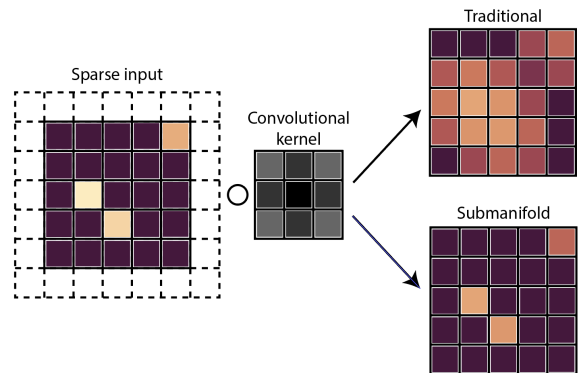 Sparse input
Convolutional
kernel
Traditional
Submanifold